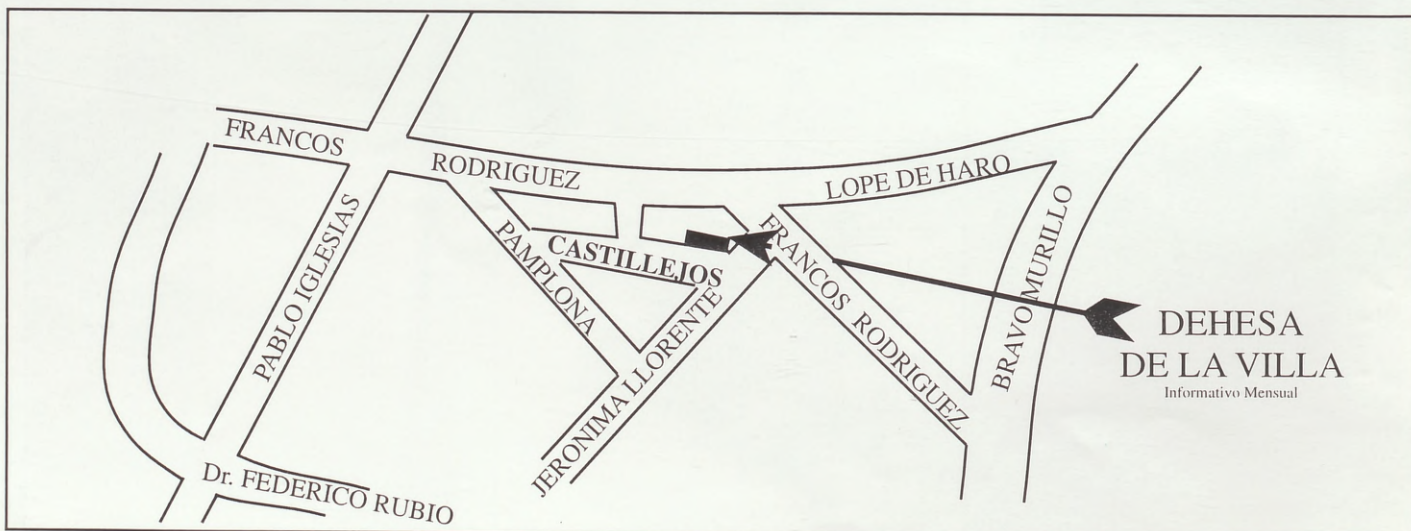 FRANCOS
RODRIGUEZ
LOPE DE HARO
PABLO IGLESIAS
PAMPLONA
CASTILLEJOS
JERONIMA LLORENTE
FRANCOS RODRIGUEZ
BRAVO MURILLO
DEHESA
DE LA VILLA
Informativo Mensual
Dr. FEDERICO RUBIO